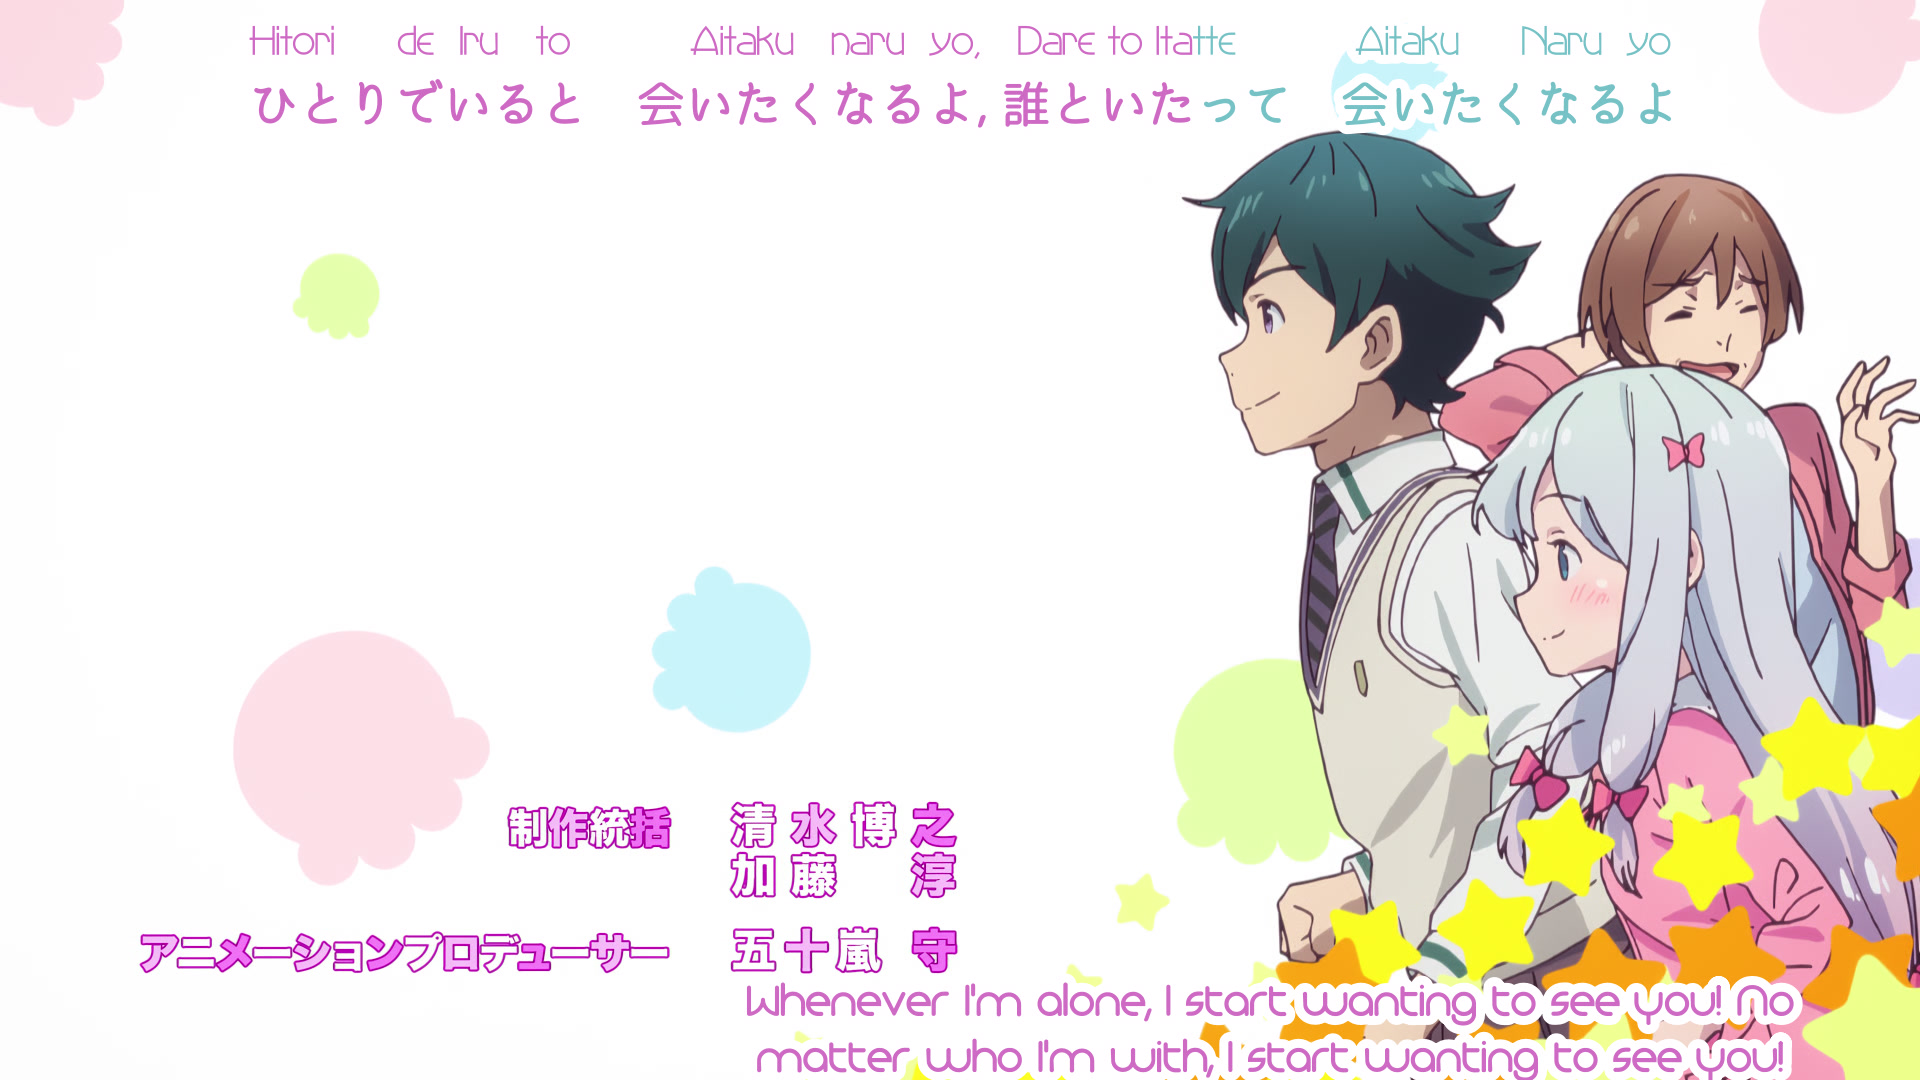 Hitori de Iru to Aitaku naru yo, Dare to Itatte Aitaku Naru yo
ひとりでいると 会いたくなるよ, 誰といたって 会いたくなるよ
制作統括 清水博之
加藤 淳
アニメーションプロデューサー 五十嵐 守
Whenever I'm alone, I start wanting to see you! No
matter who I'm with, I start wanting to see you!